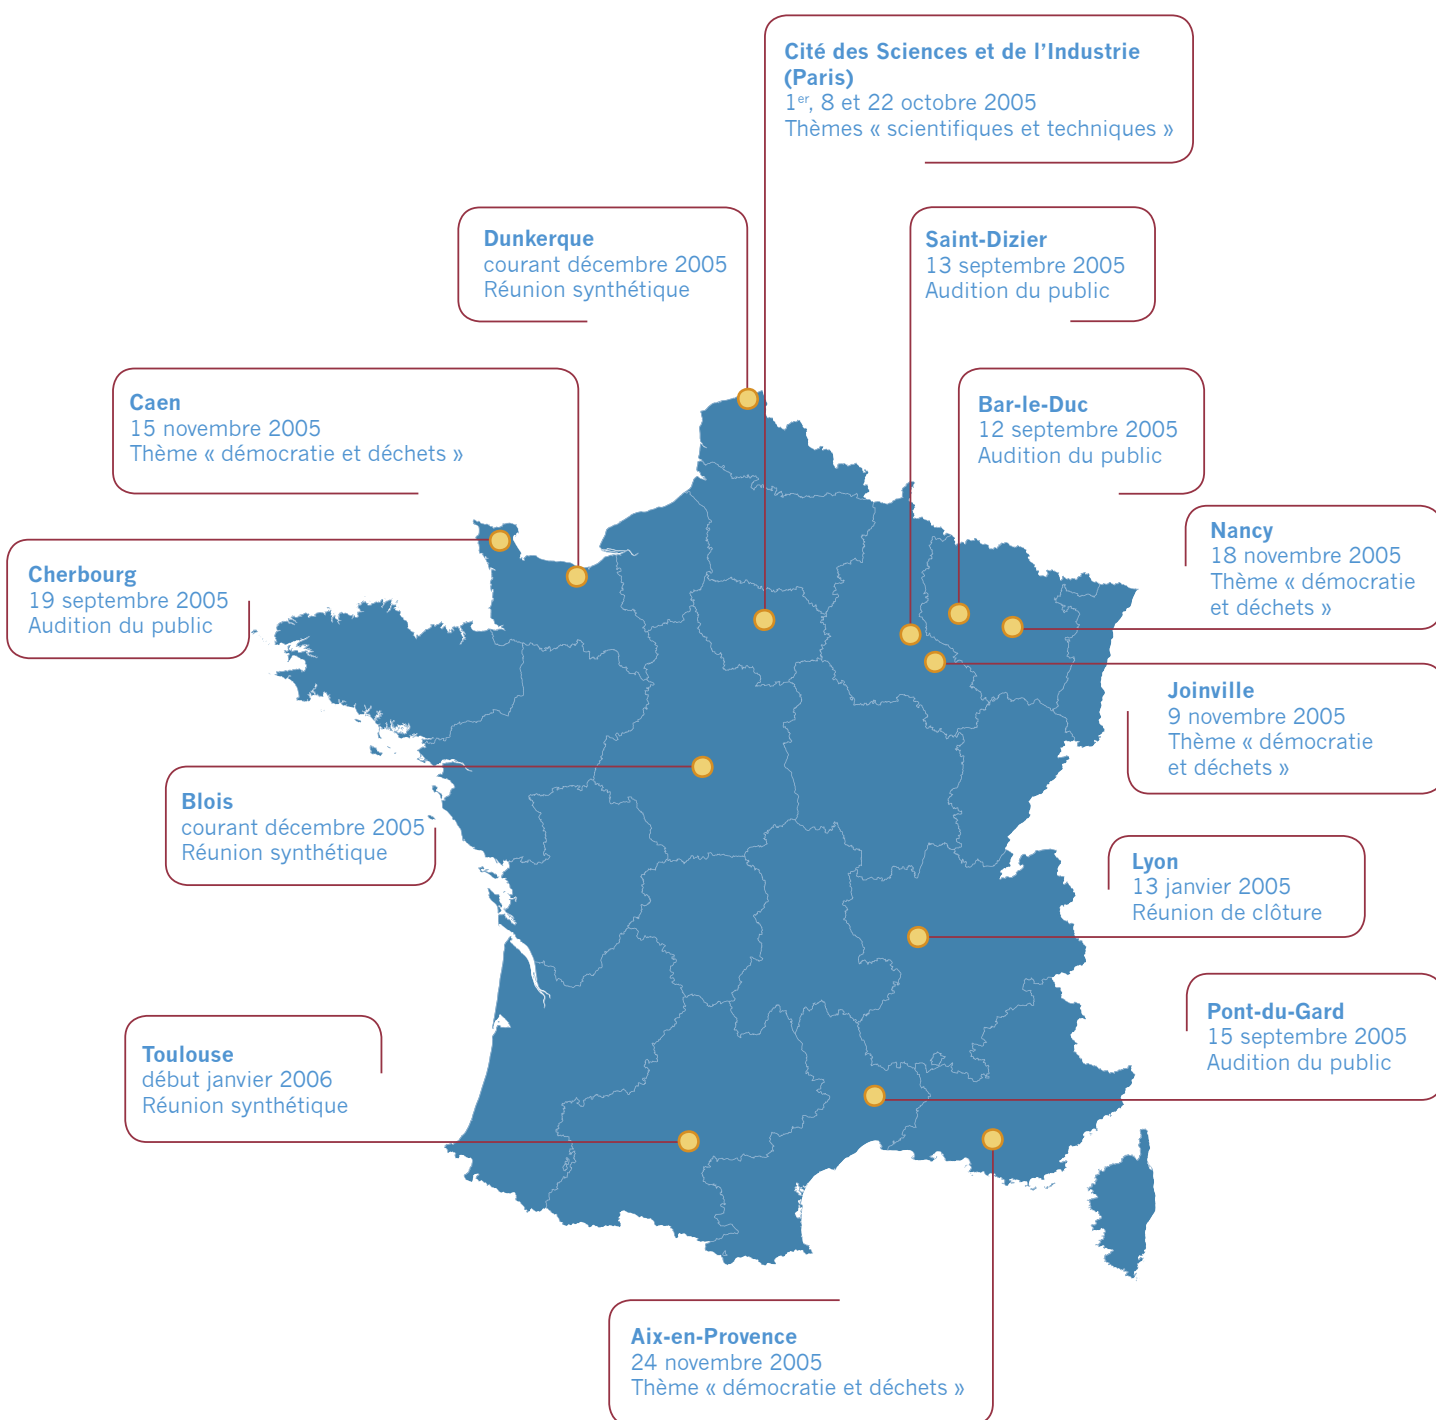 Cité des Sciences et de l’Industrie
(Paris)
1er, 8 et 22 octobre 2005
Thèmes « scientifiques et techniques »
Dunkerque
courant décembre 2005
Réunion synthétique
Saint-Dizier
13 septembre 2005
Audition du public
Caen
15 novembre 2005
Thème « démocratie et déchets »
Bar-le-Duc
12 septembre 2005
Audition du public
Nancy
18 novembre 2005
Thème « démocratie
et déchets »
Cherbourg
19 septembre 2005
Audition du public
Joinville
9 novembre 2005
Thème « démocratie
et déchets »
Blois
courant décembre 2005
Réunion synthétique
Lyon
13 janvier 2005
Réunion de clôture
Pont-du-Gard
15 septembre 2005
Audition du public
Toulouse
début janvier 2006
Réunion synthétique
Aix-en-Provence
24 novembre 2005
Thème « démocratie et déchets »